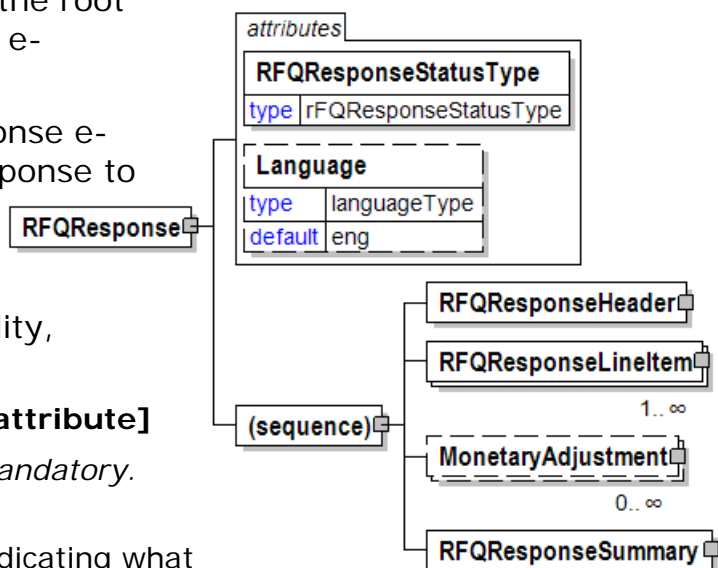 the root
e-
onse e-
ponse to
lity,
attribute]
andatory.
dicating what
attributes
RFQResponseStatusType
type rFQResponseStatusType
Language
type languageType
default eng
RFQResponse
RFQResponseHeader
RFQResponseLineItem
1.. ∞
(sequence)
MonetaryAdjustment
0.. ∞
RFQResponseSummary